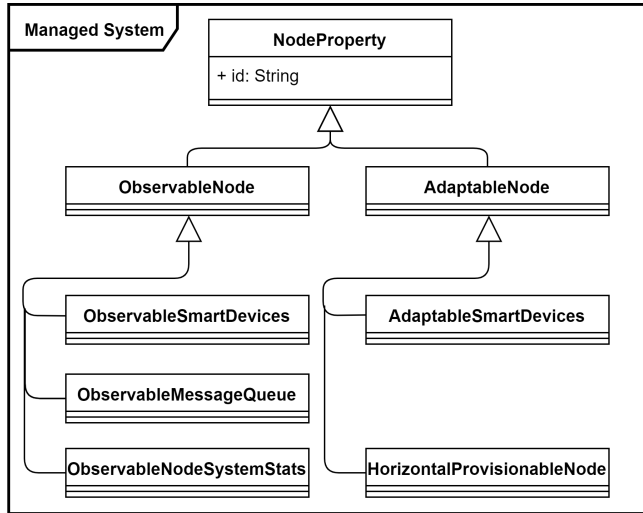 Managed System
NodeProperty
+ id: String
ObservableNode
AdaptableNode
ObservableSmartDevices
AdaptableSmartDevices
ObservableMessageQueue
ObservableNodeSystemStats
HorizontalProvisionableNode